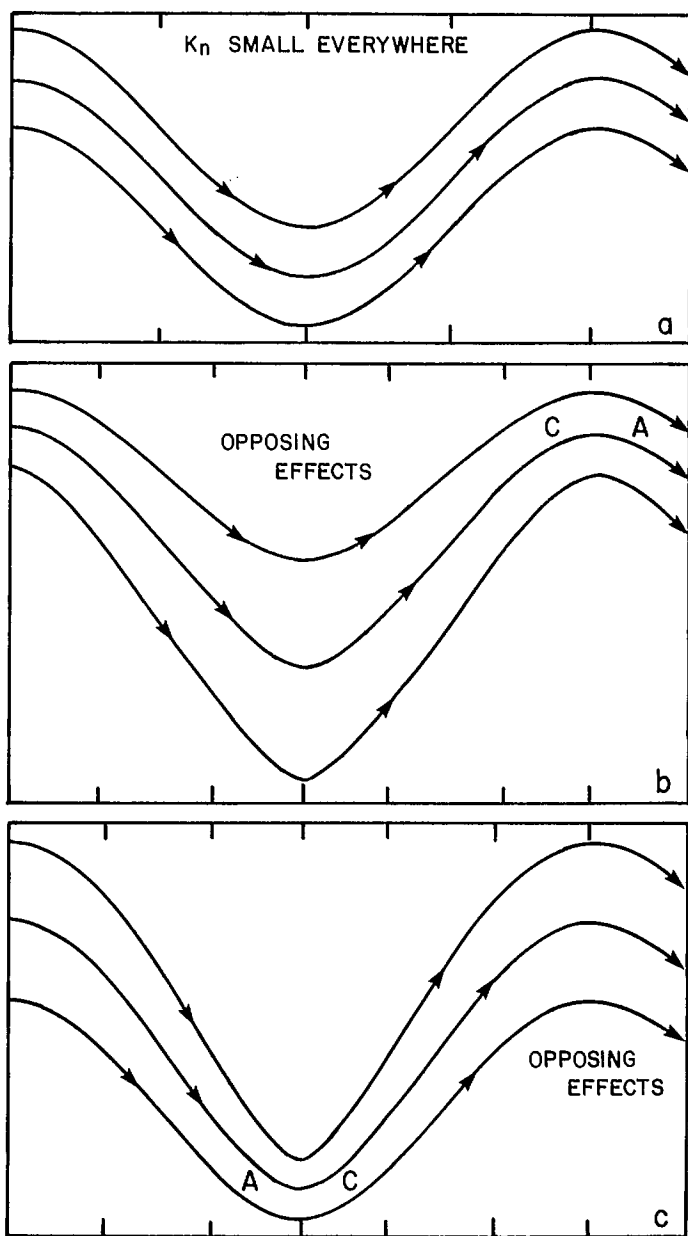 Kn SMALL EVERYWHERE
a
C A
OPPOSING
EFFECTS
b
OPPOSING
EFFECTS
A C
c